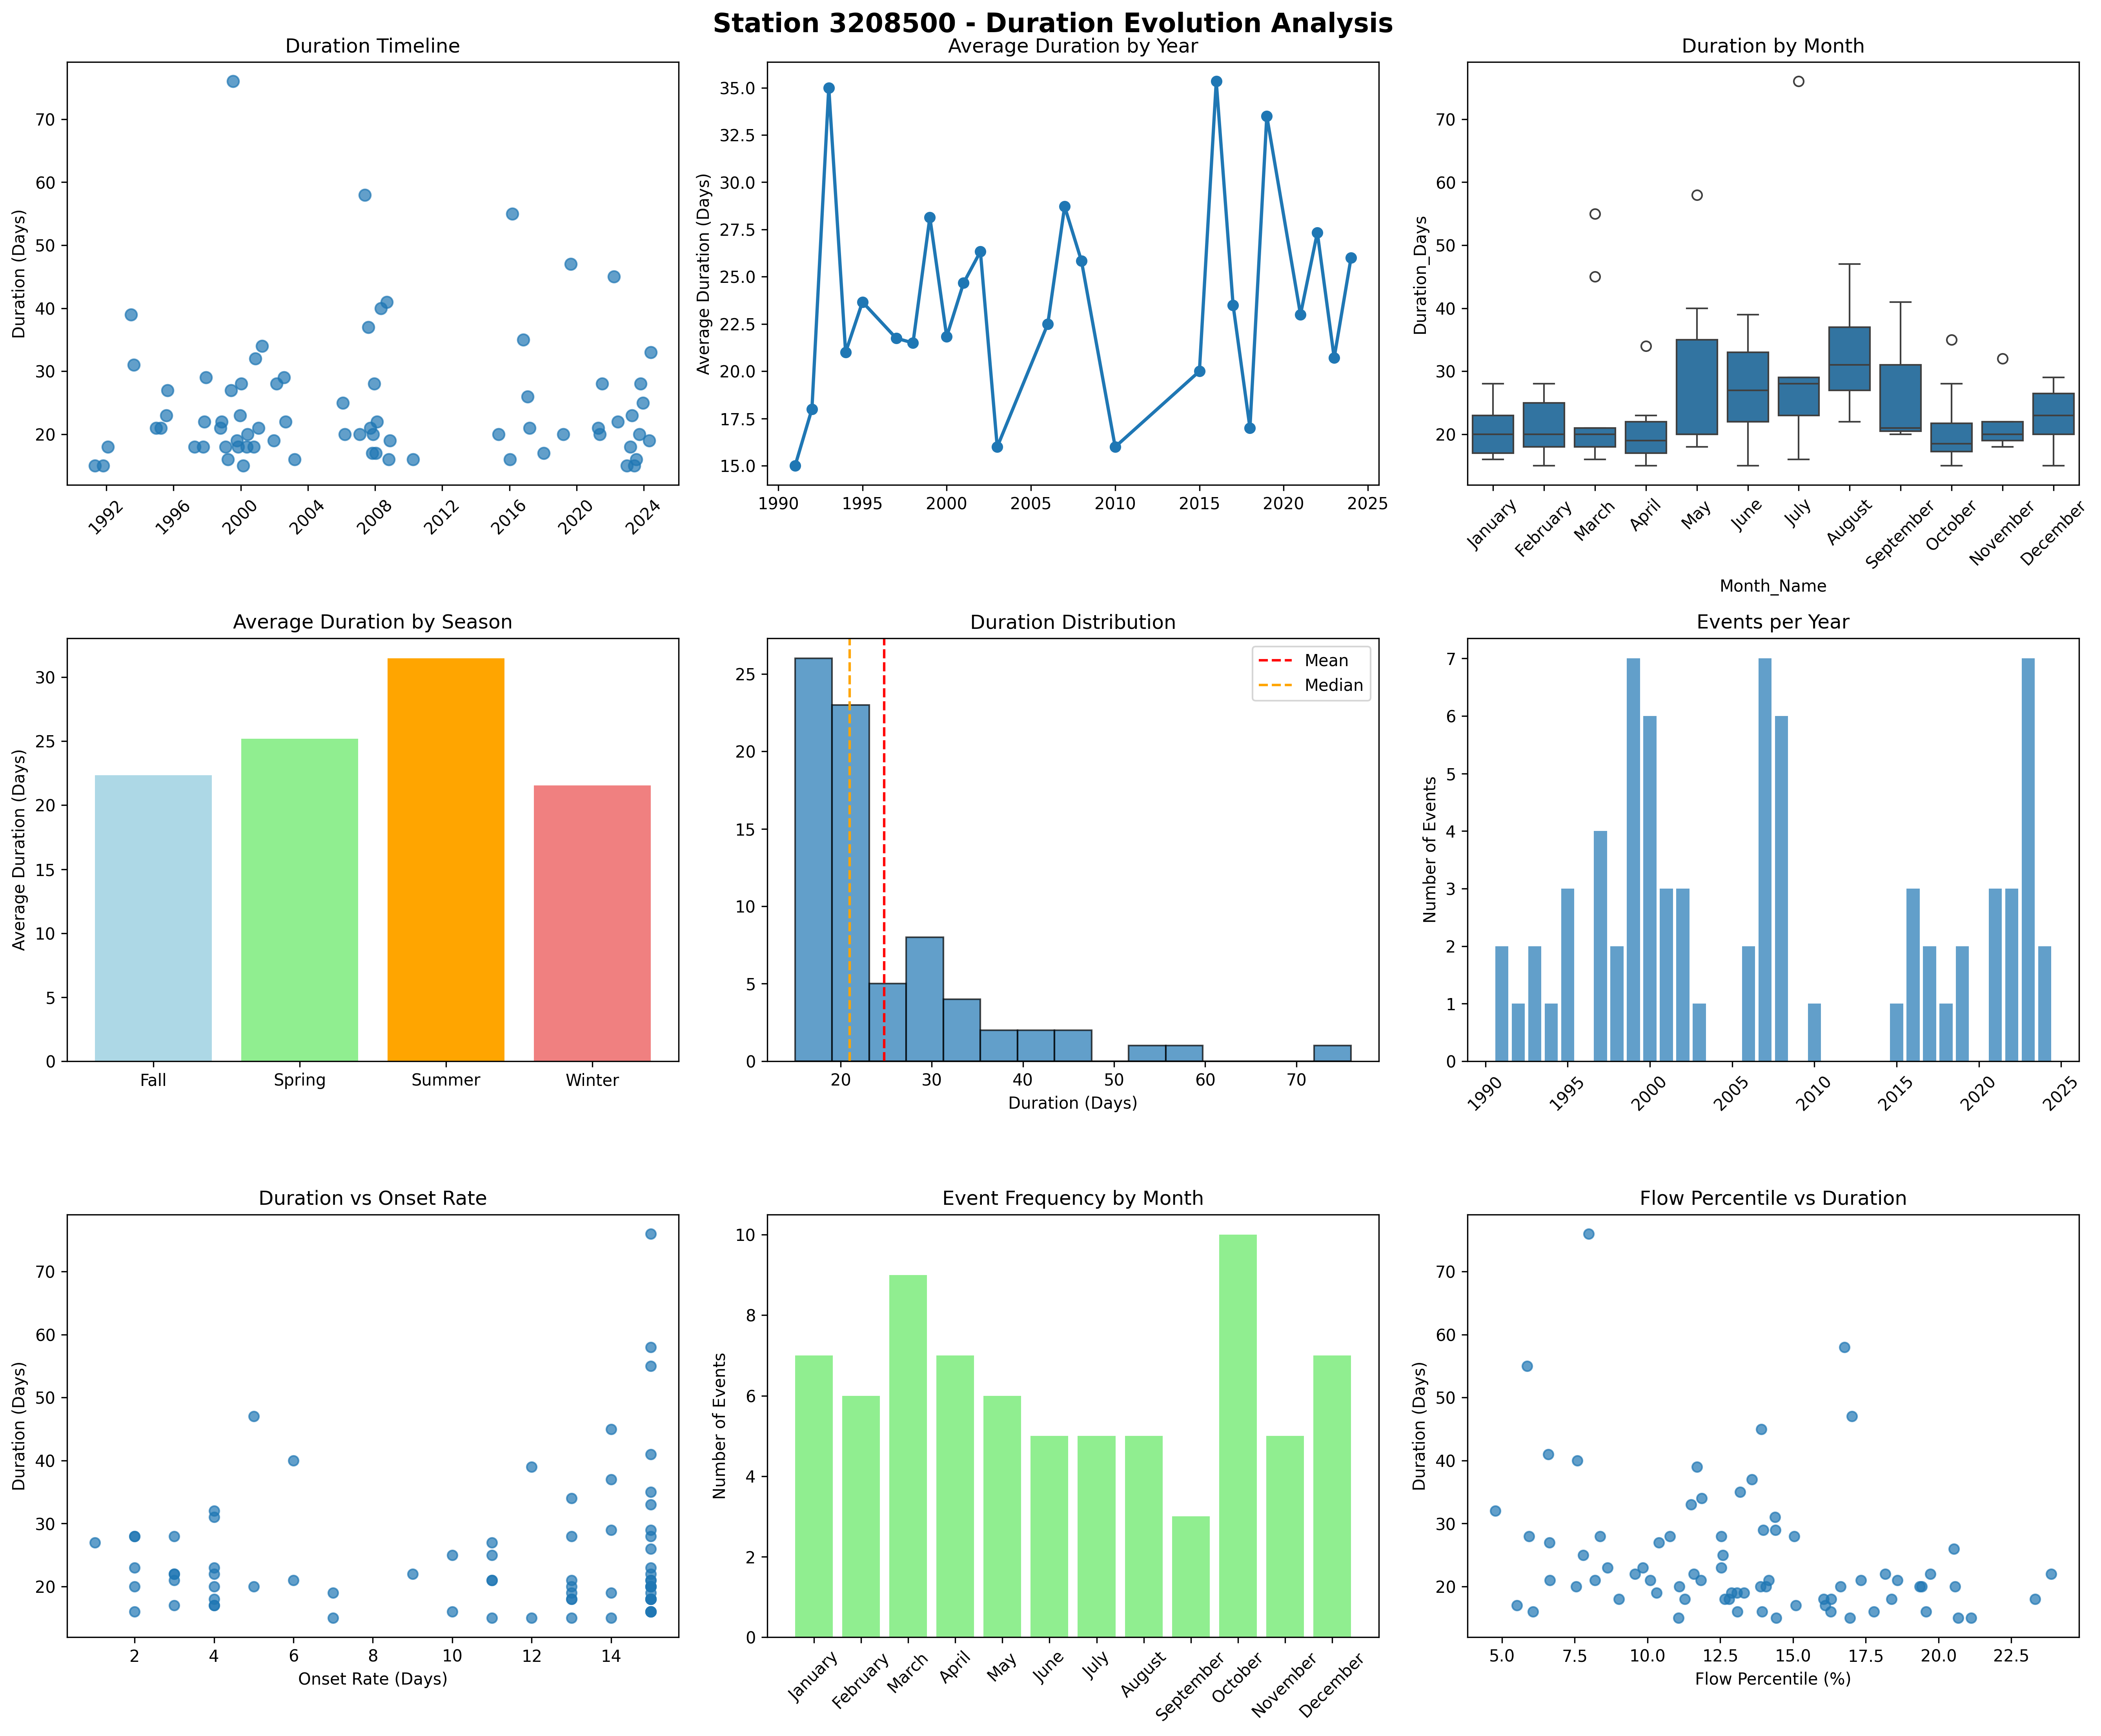 Station 3208500 - Duration Evolution Analysis
Duration Timeline
Duration (Days)
70
60
50
40
30
20
1992 1996 2000 2004 2008 2012 2016 2020 2024
Average Duration by Year
Average Duration (Days)
35.0
32.5
30.0
27.5
25.0
22.5
20.0
17.5
15.0
1990 1995 2000 2005 2010 2015 2020 2025
Duration by Month
Duration_Days
70
60
50
40
30
20
January February March April May June July August September October November December
Month_Name
Average Duration by Season
Average Duration (Days)
30
25
20
15
10
5
0
Fall Spring Summer Winter
Duration Distribution
Mean
Median
25
20
15
10
5
0
20 30 40 50 60 70
Duration (Days)
Events per Year
Number of Events
7
6
5
4
3
2
1
0
1990 1995 2000 2005 2010 2015 2020 2025
Duration vs Onset Rate
Duration (Days)
70
60
50
40
30
20
2 4 6 8 10 12 14
Onset Rate (Days)
Event Frequency by Month
Number of Events
10
8
6
4
2
0
January February March April May June July August September October November December
Flow Percentile vs Duration
Duration (Days)
70
60
50
40
30
20
5.0 7.5 10.0 12.5 15.0 17.5 20.0 22.5
Flow Percentile (%)